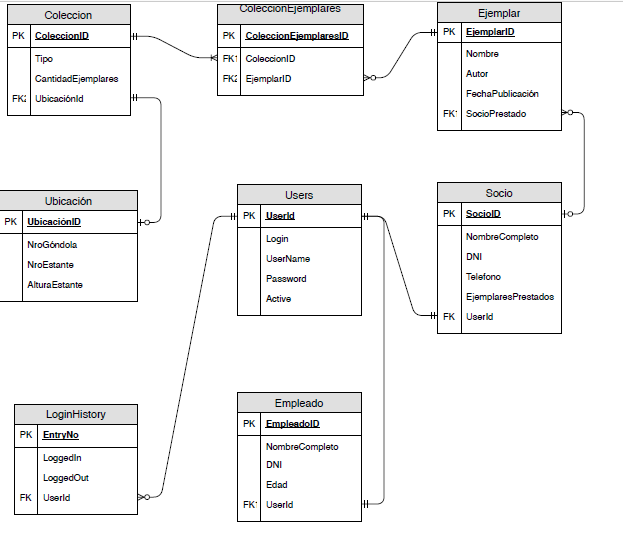 Coleccion
PK ColeccionID
Tipo
CantidadEjemplares
FK2 UbicaciónId
ColeccionEjemplares
PK ColeccionEjemplaresID
FK1 ColeccionID
FK2 EjemplarID
Ejemplar
PK EjemplarID
Nombre
Autor
FechaPublicación
FK1 SocioPrestado
Ubicación
PK UbicaciónID
NroGóndola
NroEstante
AlturaEstante
Users
PK UserId
Login
UserName
Password
Active
Socio
PK SocioID
NombreCompleto
DNI
Telefono
EjemplaresPrestados
FK UserId
LoginHistory
PK EntryNo
LoggedIn
LoggedOut
FK UserId
Empleado
PK EmpleadoID
NombreCompleto
DNI
Edad
FK1 UserId